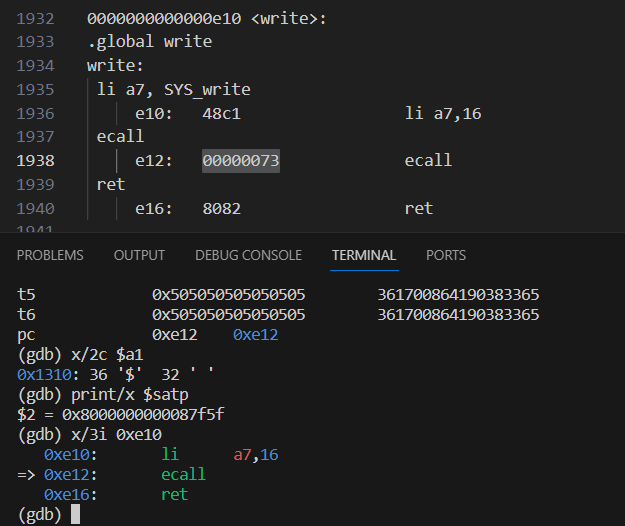 1932 0000000000000e10 <write>:
1933 .global write
1934 write:
1935 li a7, SYS_write
1936 e10: 48c1 li a7,16
1937 ecall
1938 e12: 00000073 ecall
1939 ret
1940 e16: 8082 ret
1941
PROBLEMS OUTPUT DEBUG CONSOLE TERMINAL PORTS
t5 0x505050505050505 361700864190383365
t6 0x505050505050505 361700864190383365
pc 0xe12 0xe12
(gdb) x/2c $a1
0x1310: 36 '$' 32 ' '
(gdb) print/x $satp
$2 = 0x8000000000087f5f
(gdb) x/3i 0xe10
0xe10: li a7,16
=> 0xe12: ecall
0xe16: ret
(gdb)